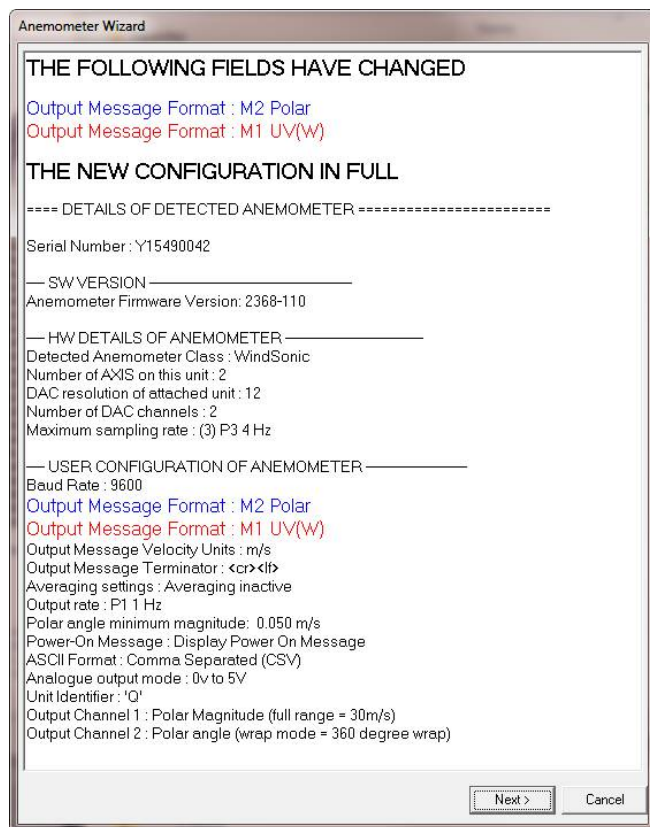 Anemometer Wizard
THE FOLLOWING FIELDS HAVE CHANGED
Output Message Format : M2 Polar
Output Message Format : M1 UV(W)
THE NEW CONFIGURATION IN FULL
==== DETAILS OF DETECTED ANEMOMETER ========================
Serial Number : Y15490042
— SW VERSION —————————————
Anemometer Firmware Version: 2368-110
— HW DETAILS OF ANEMOMETER ———————————
Detected Anemometer Class : WindSonic
Number of AXIS on this unit : 2
DAC resolution of attached unit : 12
Number of DAC channels : 2
Maximum sampling rate : (3) P3 4 Hz
— USER CONFIGURATION OF ANEMOMETER ————————
Baud Rate : 9600
Output Message Format : M2 Polar
Output Message Format : M1 UV(W)
Output Message Velocity Units : m/s
Output Message Terminator : <cr><lf>
Averaging settings : Averaging inactive
Output rate : P1 1 Hz
Polar angle minimum magnitude: 0.050 m/s
Power-On Message : Display Power On Message
ASCII Format : Comma Separated (CSV)
Analogue output mode : 0v to 5V
Unit Identifier : 'Q'
Output Channel 1 : Polar Magnitude (full range = 30m/s)
Output Channel 2 : Polar angle (wrap mode = 360 degree wrap)
Next >
Cancel